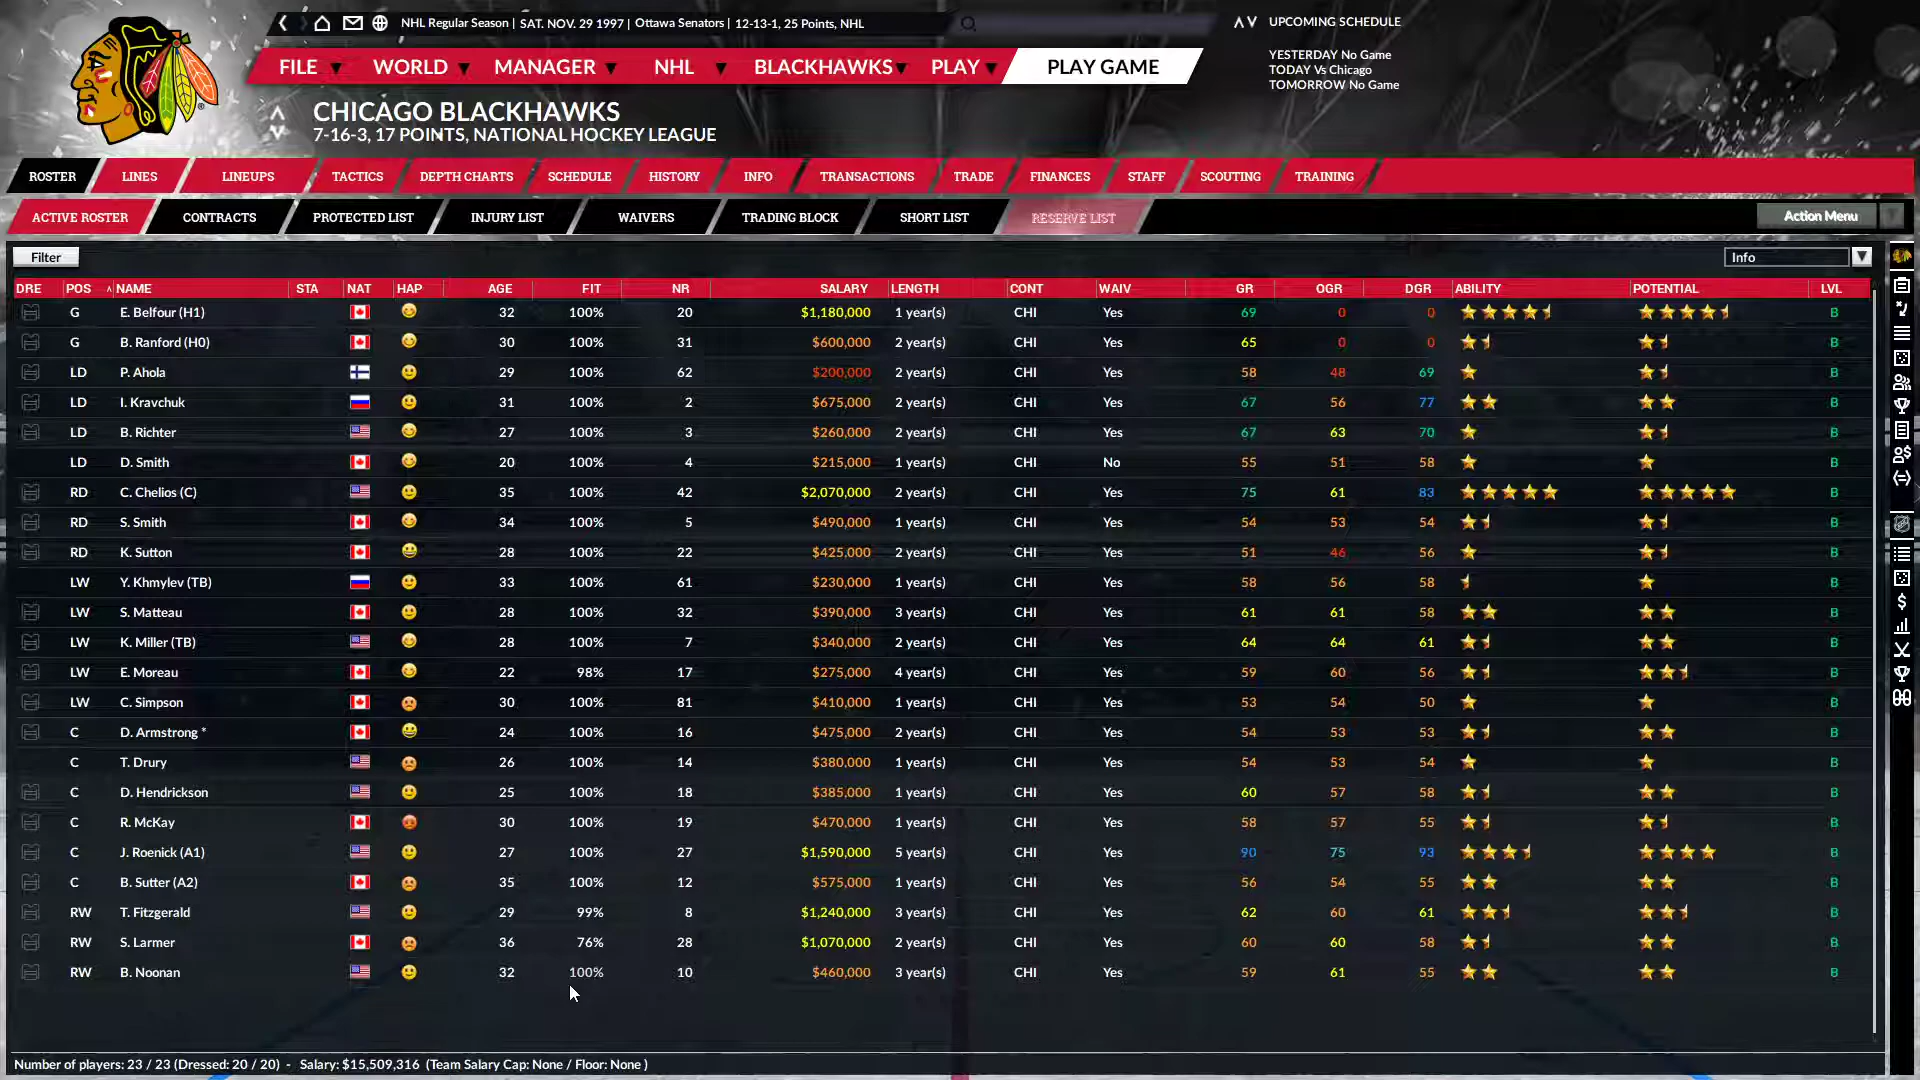 NHL Regular Season | SAT. NOV. 29 1997 | Ottawa Senators | 12-13-1, 25 Points, NHL
UPCOMING SCHEDULE
YESTERDAY No Game
TODAY Vs Chicago
TOMORROW No Game
FILE WORLD MANAGER NHL BLACKHAWKS PLAY PLAY GAME
CHICAGO BLACKHAWKS
7-16-3, 17 POINTS, NATIONAL HOCKEY LEAGUE
ROSTER LINES LINEUPS TACTICS DEPTH CHARTS SCHEDULE HISTORY INFO TRANSACTIONS TRADE FINANCES STAFF SCOUTING TRAINING
ACTIVE ROSTER CONTRACTS PROTECTED LIST INJURY LIST WAIVERS TRADING BLOCK SHORT LIST RESERVE LIST Action Menu
Filter Info
DRE POS NAME STA NAT HAP AGE FIT NR SALARY LENGTH CONT WAIV GR OGR DGR ABILITY POTENTIAL LVL
G E. Belfour (H1) 32 100% 20 $1,180,000 1 year(s) CHI Yes 69 0 0 B
G B. Ranford (H0) 30 100% 31 $600,000 2 year(s) CHI Yes 65 0 0 B
LD P. Ahola 29 100% 62 $200,000 2 year(s) CHI Yes 58 48 69 B
LD I. Kravchuk 31 100% 2 $675,000 2 year(s) CHI Yes 67 56 77 B
LD B. Richter 27 100% 3 $260,000 2 year(s) CHI Yes 67 63 70 B
LD D. Smith 20 100% 4 $215,000 1 year(s) CHI No 55 51 58 B
RD C. Chelios (C) 35 100% 42 $2,070,000 2 year(s) CHI Yes 75 61 83 B
RD S. Smith 34 100% 5 $490,000 1 year(s) CHI Yes 54 53 54 B
RD K. Sutton 28 100% 22 $425,000 2 year(s) CHI Yes 51 46 56 B
LW Y. Khmylev (TB) 33 100% 61 $230,000 1 year(s) CHI Yes 58 56 58 B
LW S. Matteau 28 100% 32 $390,000 3 year(s) CHI Yes 61 61 58 B
LW K. Miller (TB) 28 100% 7 $340,000 2 year(s) CHI Yes 64 64 61 B
LW E. Moreau 22 98% 17 $275,000 4 year(s) CHI Yes 59 60 56 B
LW C. Simpson 30 100% 81 $410,000 1 year(s) CHI Yes 53 54 50 B
C D. Armstrong * 24 100% 16 $475,000 2 year(s) CHI Yes 54 53 53 B
C T. Drury 26 100% 14 $380,000 1 year(s) CHI Yes 54 53 54 B
C D. Hendrickson 25 100% 18 $385,000 1 year(s) CHI Yes 60 57 58 B
C R. McKay 30 100% 19 $470,000 1 year(s) CHI Yes 58 57 55 B
C J. Roenick (A1) 27 100% 27 $1,590,000 5 year(s) CHI Yes 90 75 93 B
C B. Sutter (A2) 35 100% 12 $575,000 1 year(s) CHI Yes 56 54 55 B
RW T. Fitzgerald 29 99% 8 $1,240,000 3 year(s) CHI Yes 62 60 61 B
RW S. Larmer 36 76% 28 $1,070,000 2 year(s) CHI Yes 60 60 58 B
RW B. Noonan 32 100% 10 $460,000 3 year(s) CHI Yes 59 61 55 B
Number of players: 23 / 23 (Dressed: 20 / 20) - Salary: $15,509,316 (Team Salary Cap: None / Floor: None )